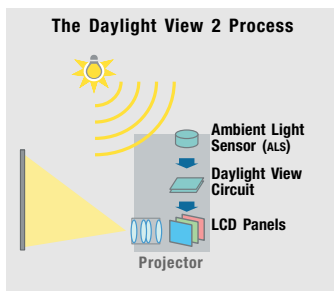 The Daylight View 2 Process
Ambient Light
Sensor (ALS)
Daylight View
Circuit
LCD Panels
Projector